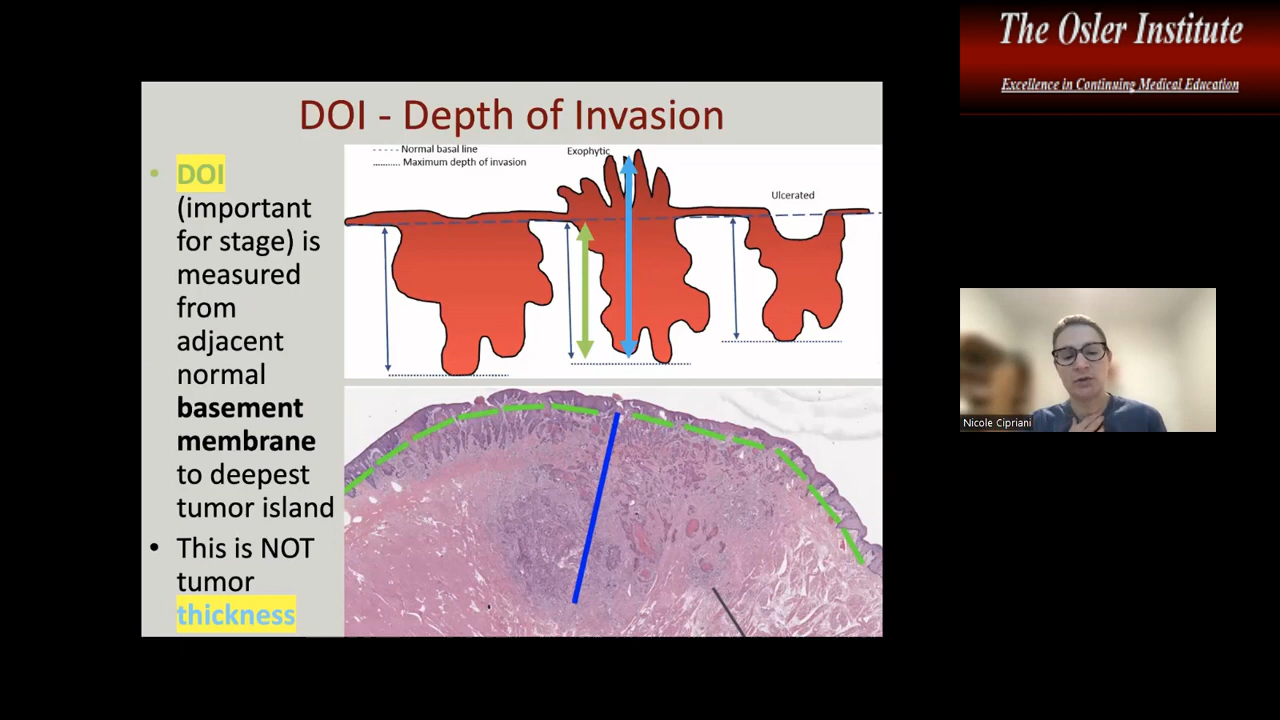 The Osler Institute
Excellence in Continuing Medical Education
DOI - Depth of Invasion
• DOI
(important
for stage) is
measured
from
adjacent
normal
basement
membrane
to deepest
tumor island
• This is NOT
tumor
thickness
Normal basal line
Maximum depth of invasion
Exophytic
Ulcerated
Nicole Cipriani